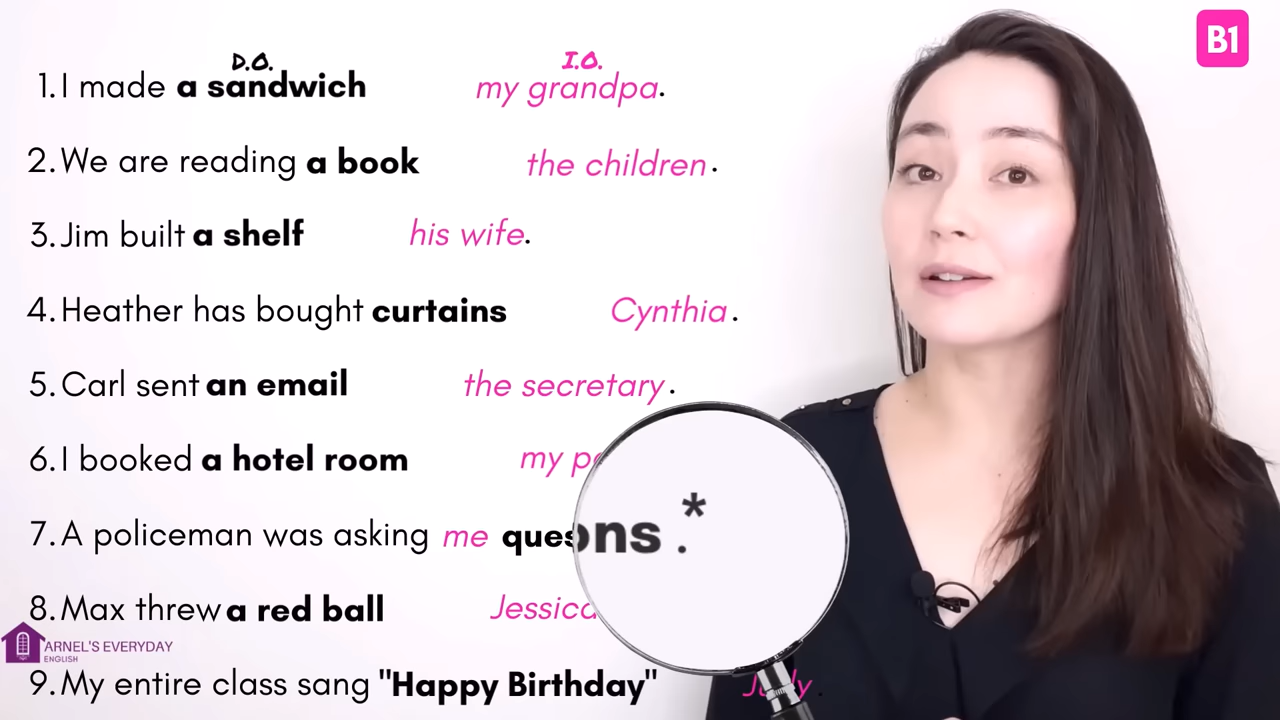 B1
D.O. I.O.
1. I made a sandwich my grandpa.
2. We are reading a book the children.
3. Jim built a shelf his wife.
4. Heather has bought curtains Cynthia.
5. Carl sent an email the secretary.
6. I booked a hotel room my
7. A policeman was asking me ques ons.*
8. Max threw a red ball Jessica
ARNEL'S EVERYDAY
ENGLISH
9. My entire class sang "Happy Birthday" Judy.